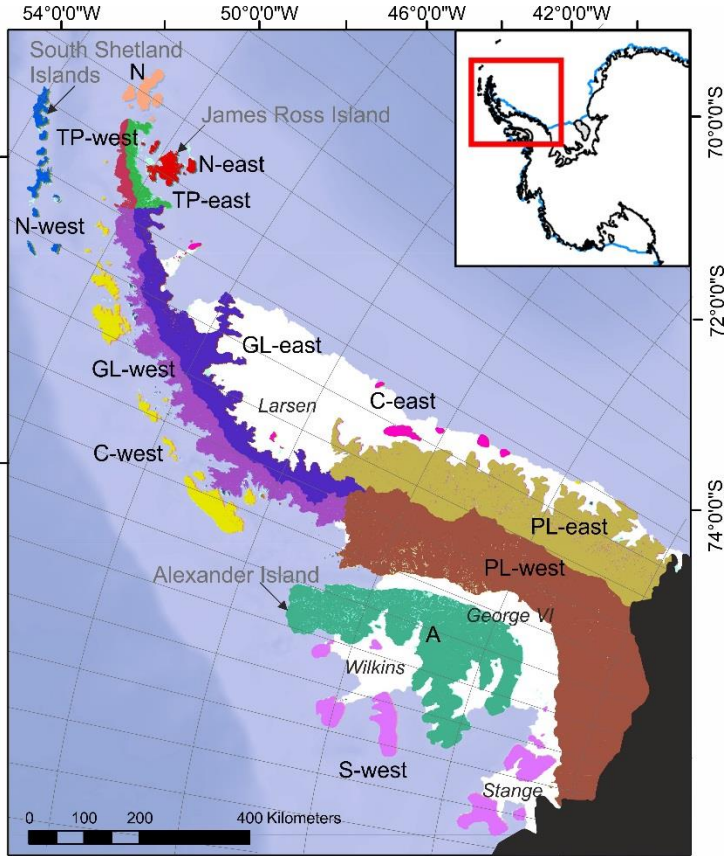 54°0'0"W
50°0'0"W
46°0'0"W
42°0'0"W
South Shetland
Islands
N
James Ross Island
TP-west
N-east
TP-east
N-west
70°0'0"S
72°0'0"S
74°0'0"S
GL-east
GL-west
Larsen
C-east
C-west
PL-east
PL-west
Alexander Island
George VI
A
Wilkins
S-west
Stange
0 100 200 400 Kilometers